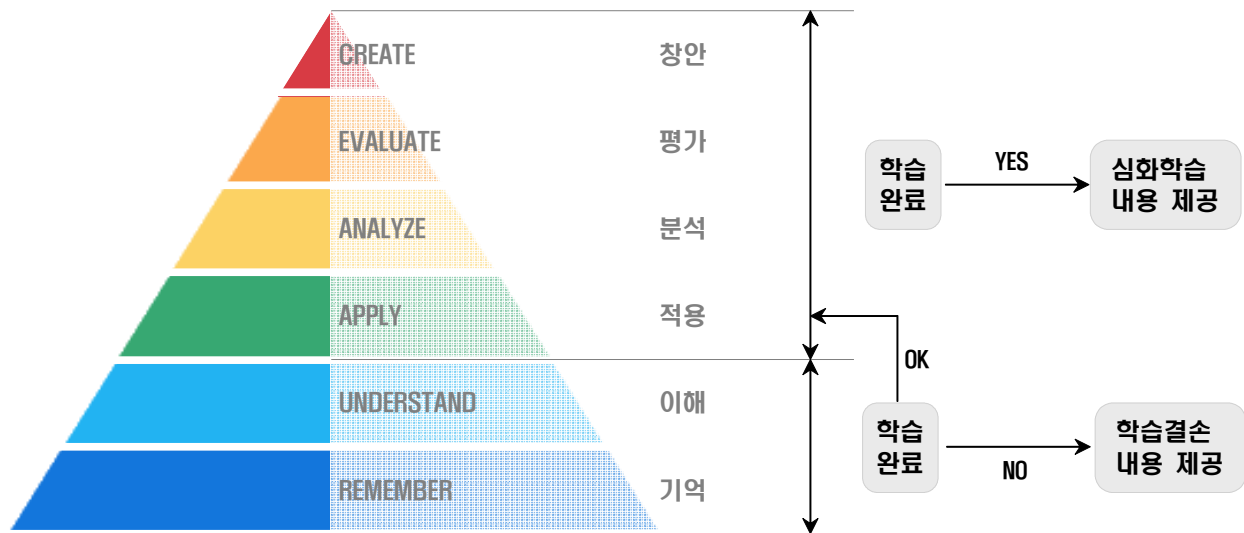 CREATE 창안
EVALUATE 평가
학습
완료
YES
심화학습
내용 제공
ANALYZE 분석
APPLY 적용
OK
UNDERSTAND 이해
학습
완료
NO
학습결손
내용 제공
REMEMBER 기억